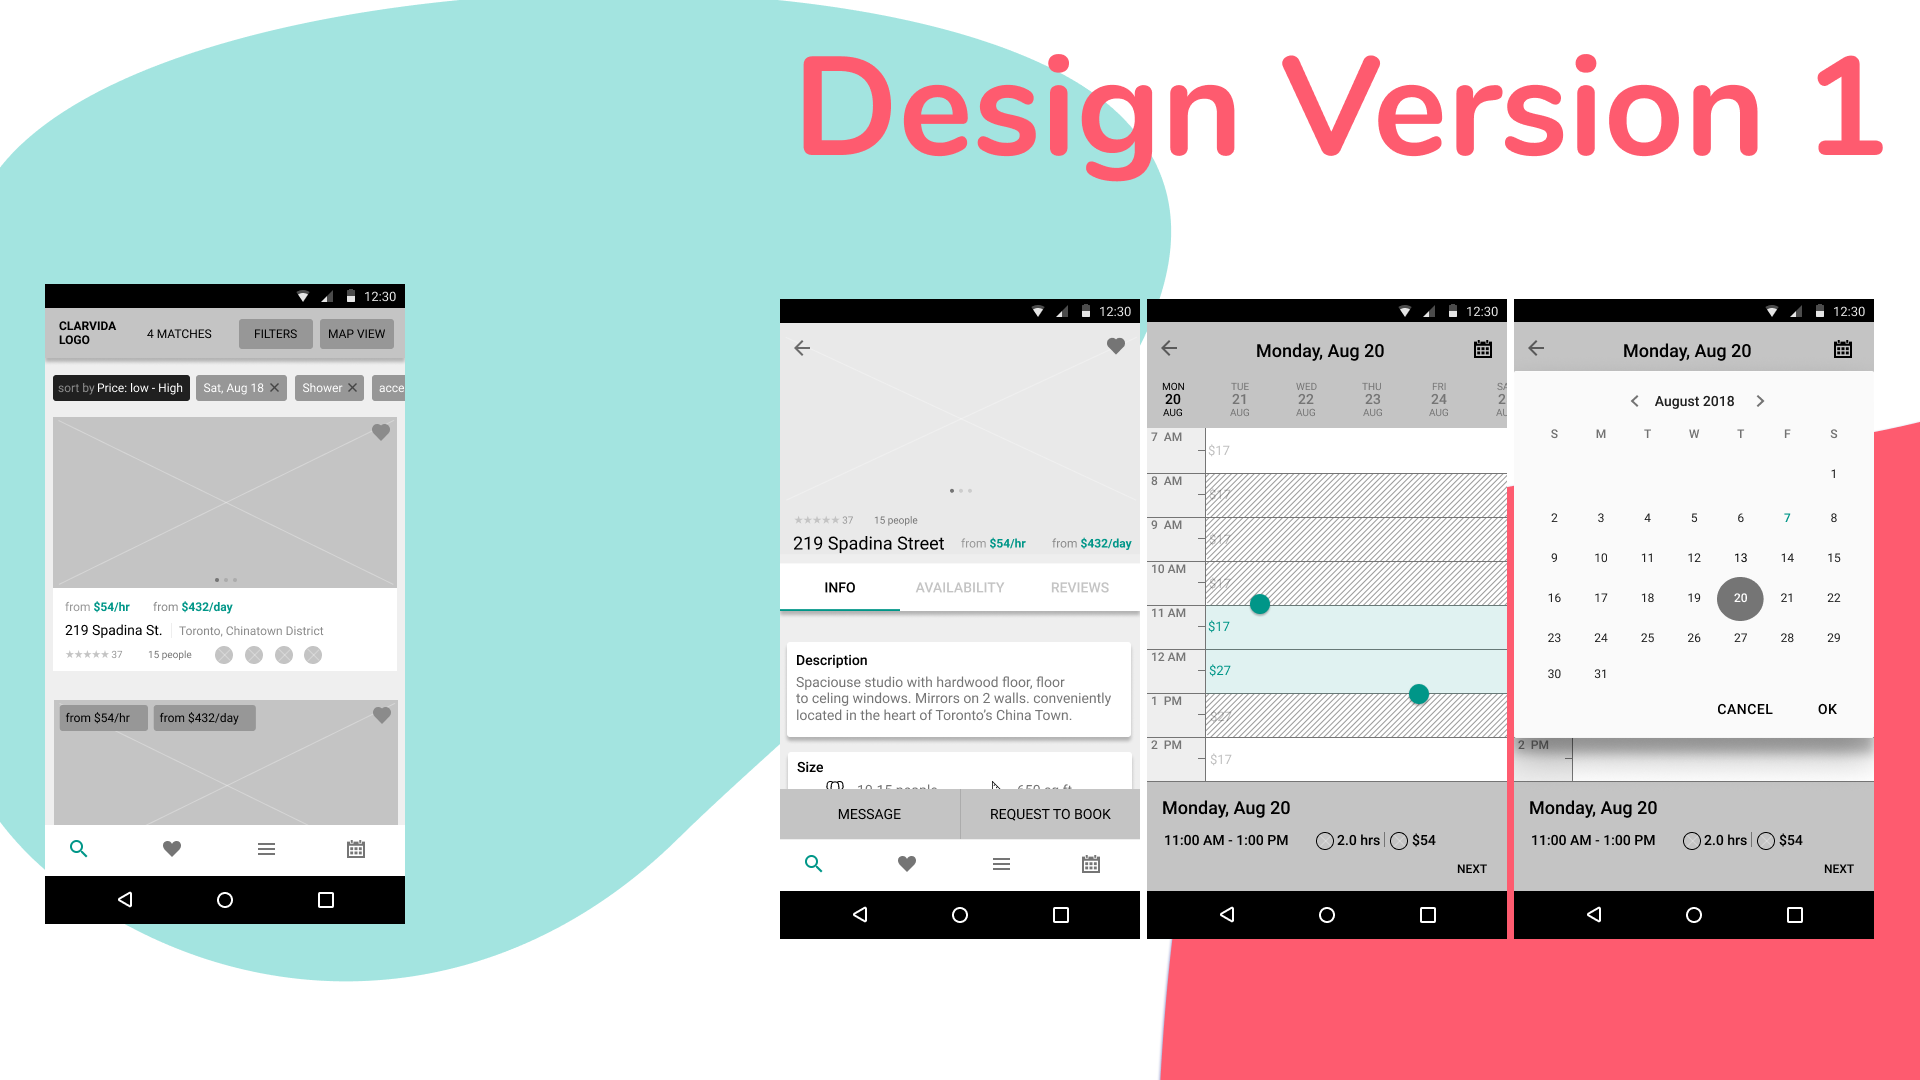 Design Version 1
12:30
CLARVIDA
LOGO
4 MATCHES
FILTERS
MAP VIEW
sort by Price: low - High
Sat, Aug 18
Shower
acce
from $54/hr from $432/day
219 Spadina St. Toronto, Chinatown District
37 15 people
from $54/hr from $432/day
12:30
37 15 people
219 Spadina Street from $54/hr from $432/day
INFO AVAILABILITY REVIEWS
Description
Spaciouse studio with hardwood floor, floor
to celing windows. Mirrors on 2 walls. conveniently
located in the heart of Toronto's China Town.
Size
MESSAGE REQUEST TO BOOK
12:30
Monday, Aug 20
MON TUE WED THU FRI SA
20 21 22 23 24 2
AUG AUG AUG AUG AUG AU
7 AM
$17
8 AM
$17
9 AM
$17
10 AM
$17
11 AM
$17
12 AM
$27
1 PM
$27
2 PM
$17
Monday, Aug 20
11:00 AM - 1:00 PM 2.0 hrs $54
NEXT
12:30
Monday, Aug 20
August 2018
S M T W T F S
1
2 3 4 5 6 7 8
9 10 11 12 13 14 15
16 17 18 19 20 21 22
23 24 25 26 27 28 29
30 31
CANCEL OK
2 PM
Monday, Aug 20
11:00 AM - 1:00 PM 2.0 hrs $54
NEXT